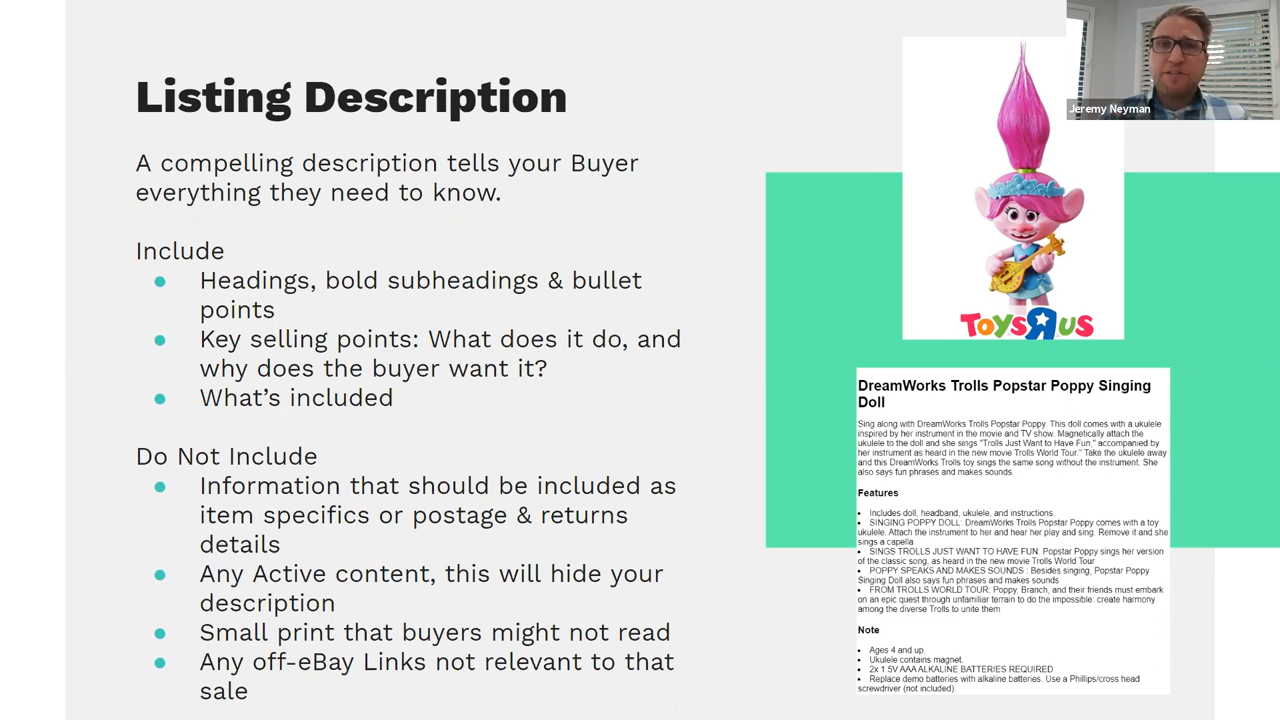 Listing Description
A compelling description tells your Buyer
everything they need to know.
Include
● Headings, bold subheadings & bullet
points
● Key selling points: What does it do, and
why does the buyer want it?
● What’s included
Do Not Include
● Information that should be included as
item specifics or postage & returns
details
● Any Active content, this will hide your
description
● Small print that buyers might not read
● Any off-eBay Links not relevant to that
sale
Jeremy Neyman
ToysRus
DreamWorks Trolls Popstar Poppy Singing
Doll
Sing along with DreamWorks Trolls Popstar Poppy. This doll comes with a ukulele
inspired by her instrument in the movie and TV show. Magnetically attach the
ukulele to the doll and she sings "Trolls Just Want to Have Fun," accompanied by
her instrument as heard in the new movie Trolls World Tour." Take the ukulele away
and this DreamWorks Trolls toy sings the same song without the instrument. She
also says fun phrases and makes sounds.
Features
• Includes doll, headband, ukulele, and instructions.
• SINGING POPPY DOLL: DreamWorks Trolls Popstar Poppy comes with a toy
ukulele. Attach the instrument to her and hear her play and sing. Remove it and she
sings a capella
• SINGS TROLLS JUST WANT TO HAVE FUN: Popstar Poppy sings her version
of the classic song, as heard in the new movie Trolls World Tour
• POPPY SPEAKS AND MAKES SOUNDS : Besides singing, Popstar Poppy
Singing Doll also says fun phrases and makes sounds
• FROM TROLLS WORLD TOUR: Poppy, Branch, and their friends must embark
on an epic quest through unfamiliar terrain to do the impossible: create harmony
among the diverse Trolls to unite them
Note
• Ages 4 and up
• Ukulele contains magnet.
• 2x 1.5V AAA ALKALINE BATTERIES REQUIRED
• Replace demo batteries with alkaline batteries. Use a Phillips/cross head
screwdriver (not included).